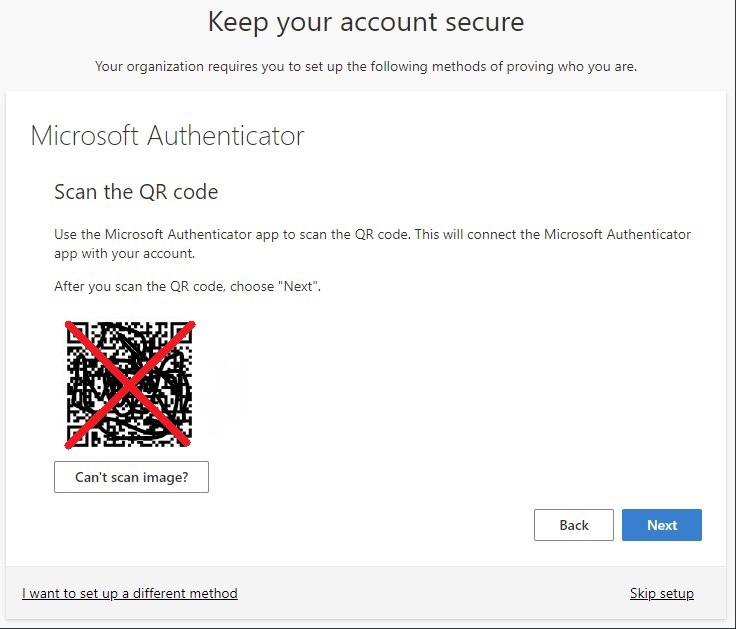 Keep your account secure
Your organization requires you to set up the following methods of proving who you are.
Microsoft Authenticator
Scan the QR code
Use the Microsoft Authenticator app to scan the QR code. This will connect the Microsoft Authenticator
app with your account.
After you scan the QR code, choose "Next".
Can't scan image?
Back Next
I want to set up a different method Skip setup